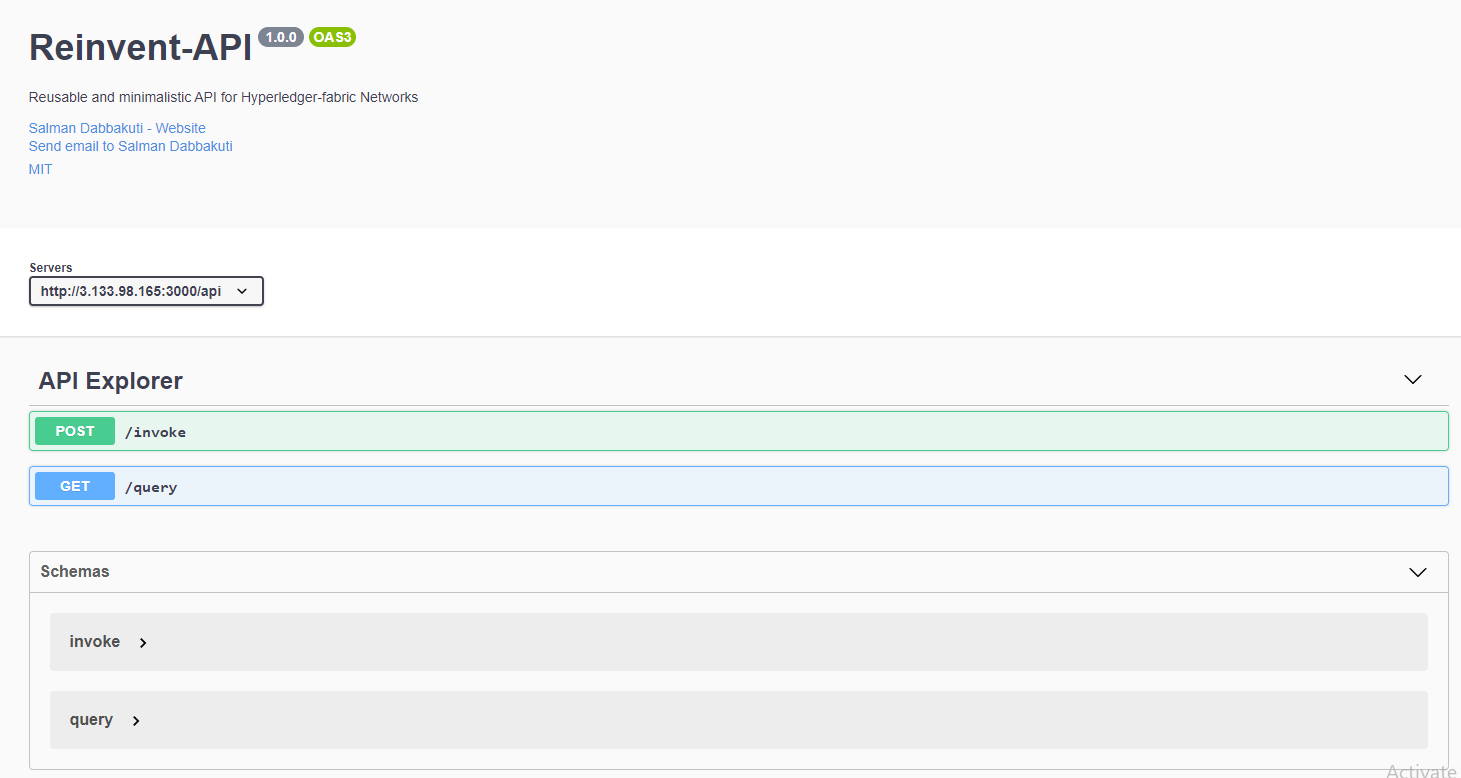 Reinvent-API 1.0.0 OAS3
Reusable and minimalistic API for Hyperledger-fabric Networks
Salman Dabbakuti - Website
Send email to Salman Dabbakuti
MIT
Servers
http://3.133.98.165:3000/api
API Explorer
POST /invoke
GET /query
Schemas
invoke
query
Activate